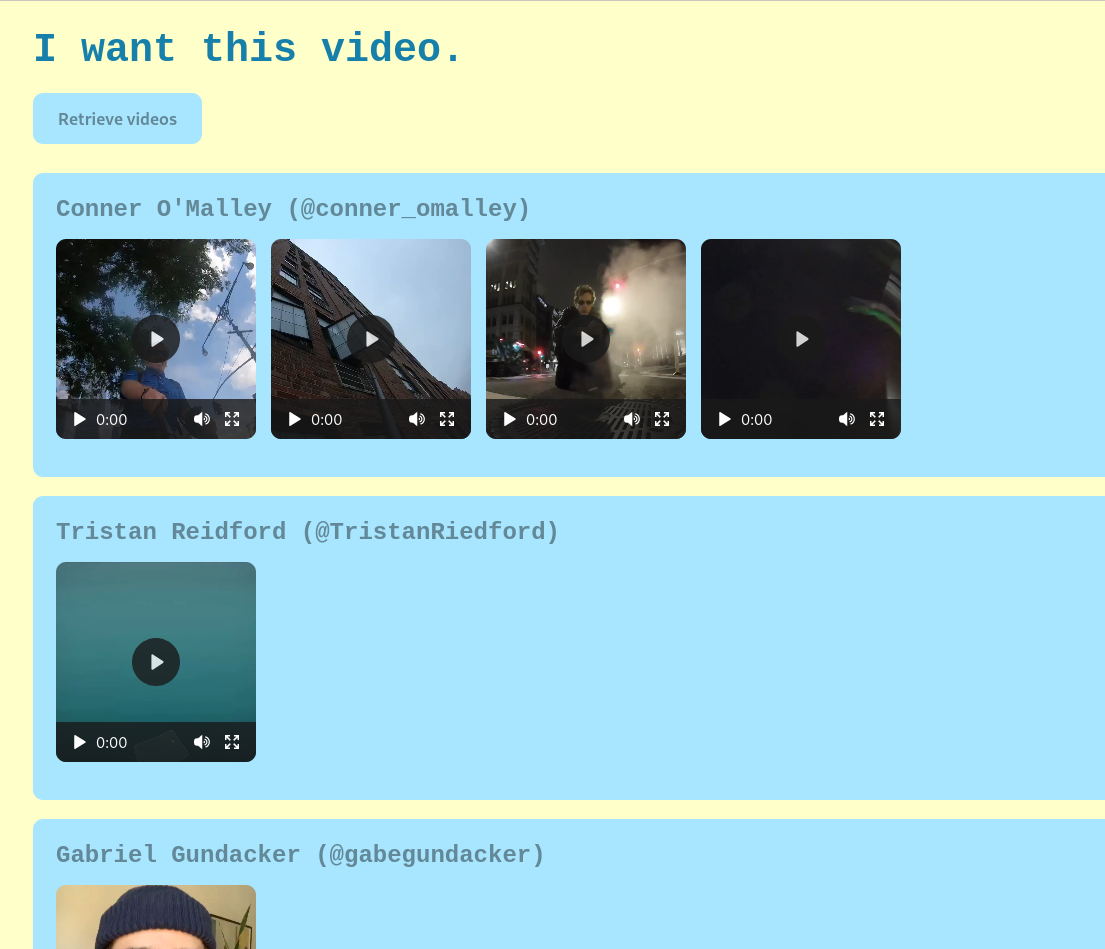 I want this video.
Retrieve videos
Conner O'Malley (@conner_omalley)
0:00 0:00 0:00 0:00
Tristan Reidford (@TristanRiedford)
0:00
Gabriel Gundacker (@gabegundacker)